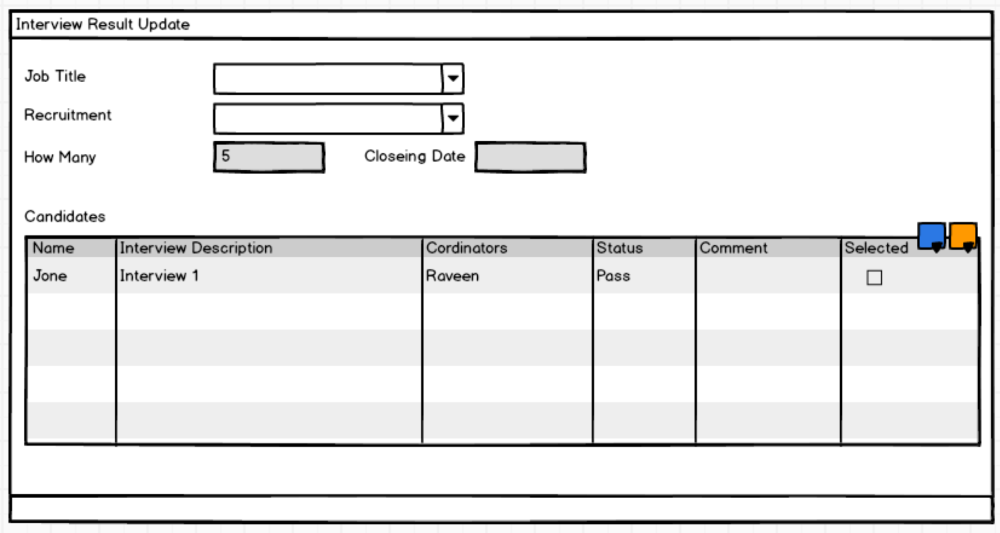 Interview Result Update
Job Title
Recruitment
How Many 5 Closeing Date
Candidates
Name Interview Description Cordinators Status Comment Selected
Jone Interview 1 Raveen Pass